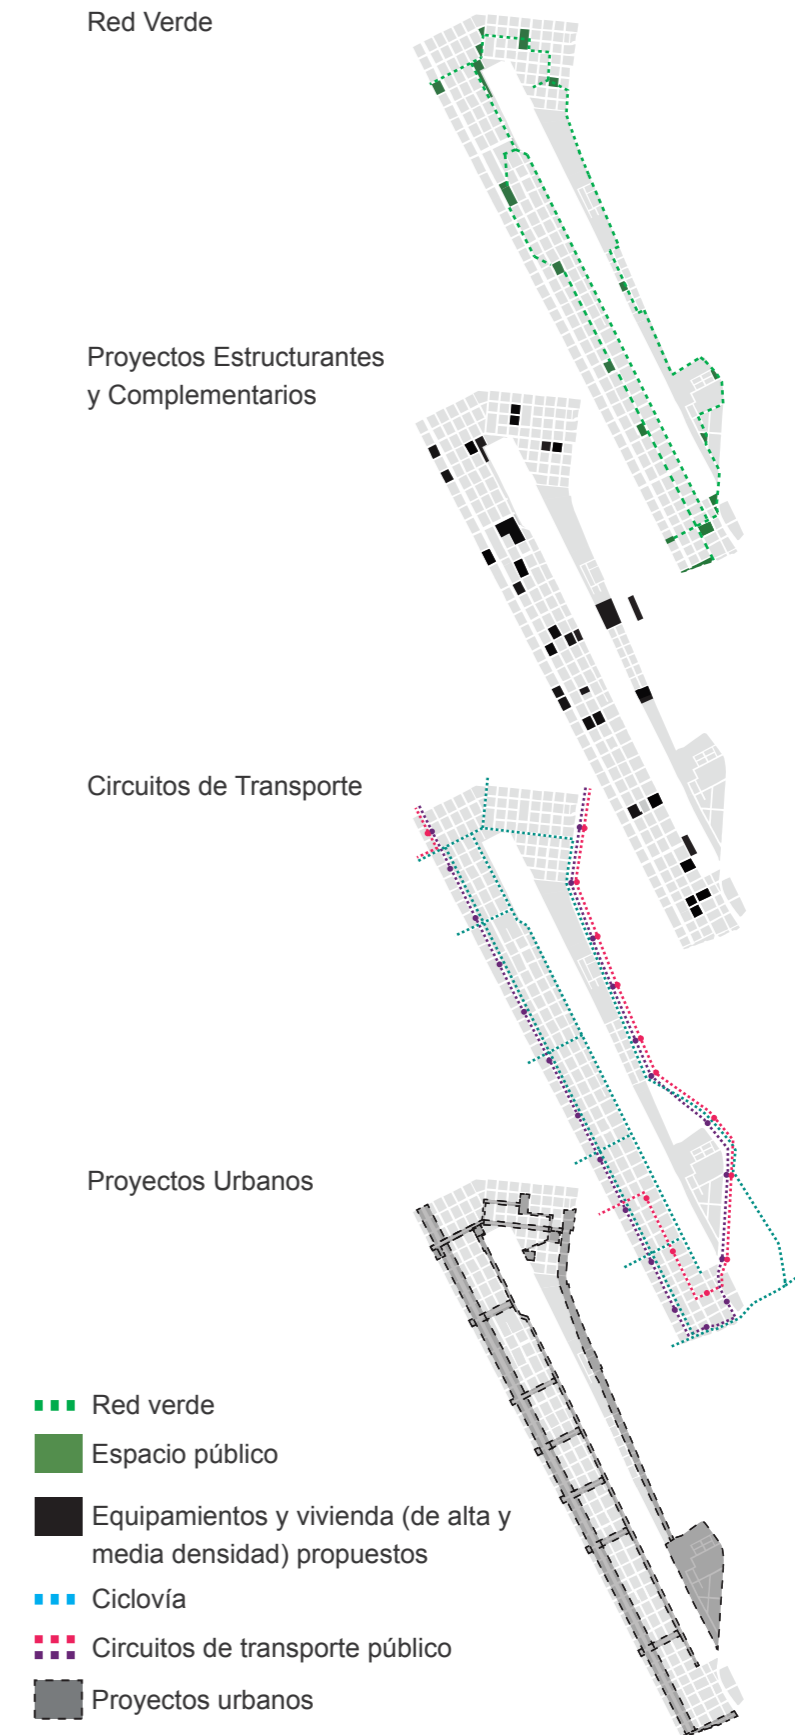 Red Verde
Proyectos Estructurantes
y Complementarios
Circuitos de Transporte
Proyectos Urbanos
Red verde
Espacio público
Equipamientos y vivienda (de alta y
media densidad) propuestos
Ciclovía
Circuitos de transporte público
Proyectos urbanos